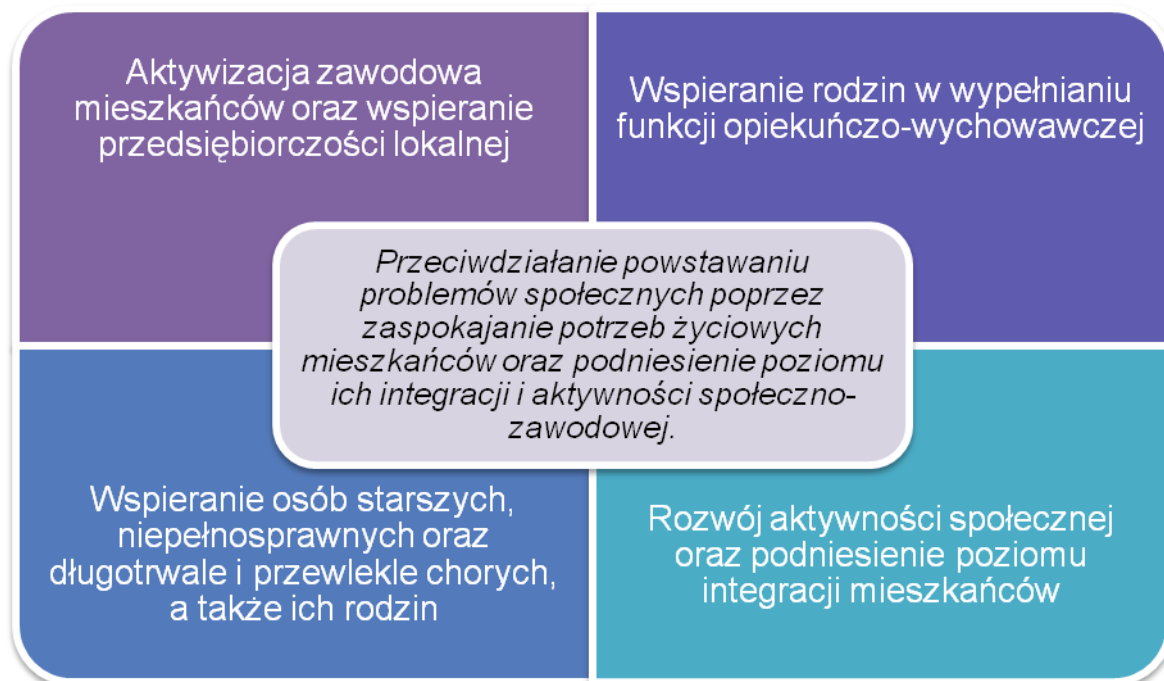 Aktywizacja zawodowa
mieszkańców oraz wspieranie
przedsiębiorczości lokalnej
Wspieranie rodzin w wypełnianiu
funkcji opiekuńczo-wychowawczej
Przeciwdziałanie powstawaniu
problemów społecznych poprzez
zaspokajanie potrzeb życiowych
mieszkańców oraz podniesienie poziomu
ich integracji i aktywności społeczno-
zawodowej.
Wspieranie osób starszych,
niepełnosprawnych oraz
długotrwale i przewlekle chorych,
a także ich rodzin
Rozwój aktywności społecznej
oraz podniesienie poziomu
integracji mieszkańców